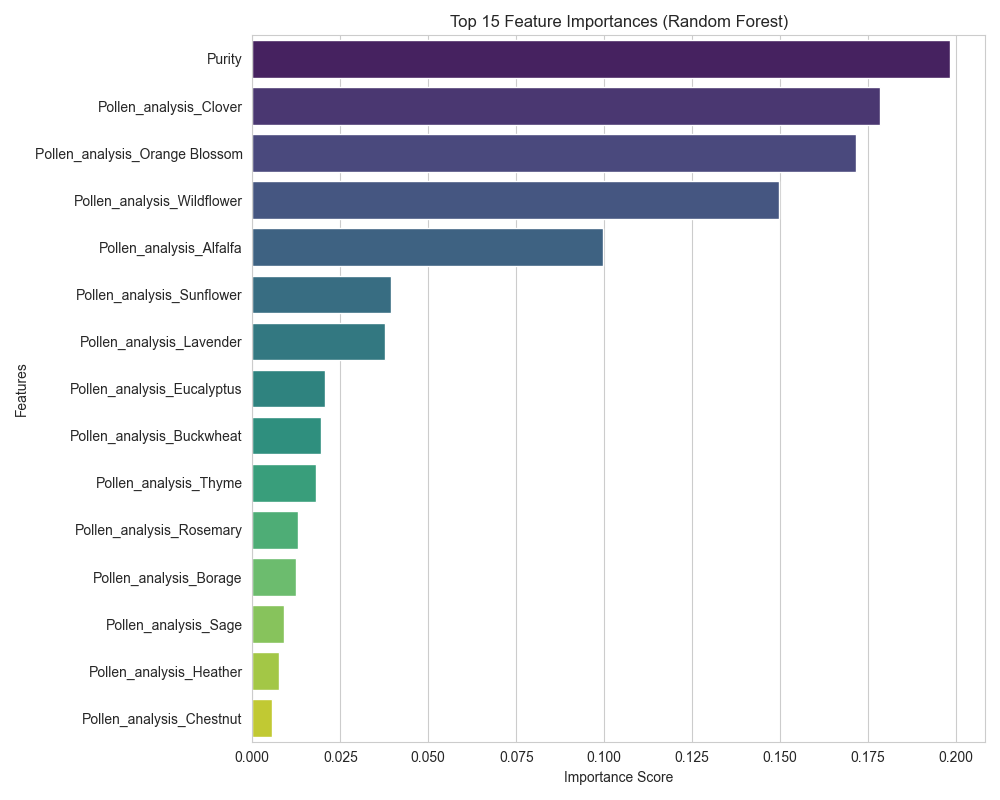 Top 15 Feature Importances (Random Forest)
Purity
Pollen_analysis_Clover
Pollen_analysis_Orange Blossom
Pollen_analysis_Wildflower
Pollen_analysis_Alfalfa
Pollen_analysis_Sunflower
Pollen_analysis_Lavender
Pollen_analysis_Eucalyptus
Pollen_analysis_Buckwheat
Pollen_analysis_Thyme
Pollen_analysis_Rosemary
Pollen_analysis_Borage
Pollen_analysis_Sage
Pollen_analysis_Heather
Pollen_analysis_Chestnut
Features
0.000 0.025 0.050 0.075 0.100 0.125 0.150 0.175 0.200
Importance Score